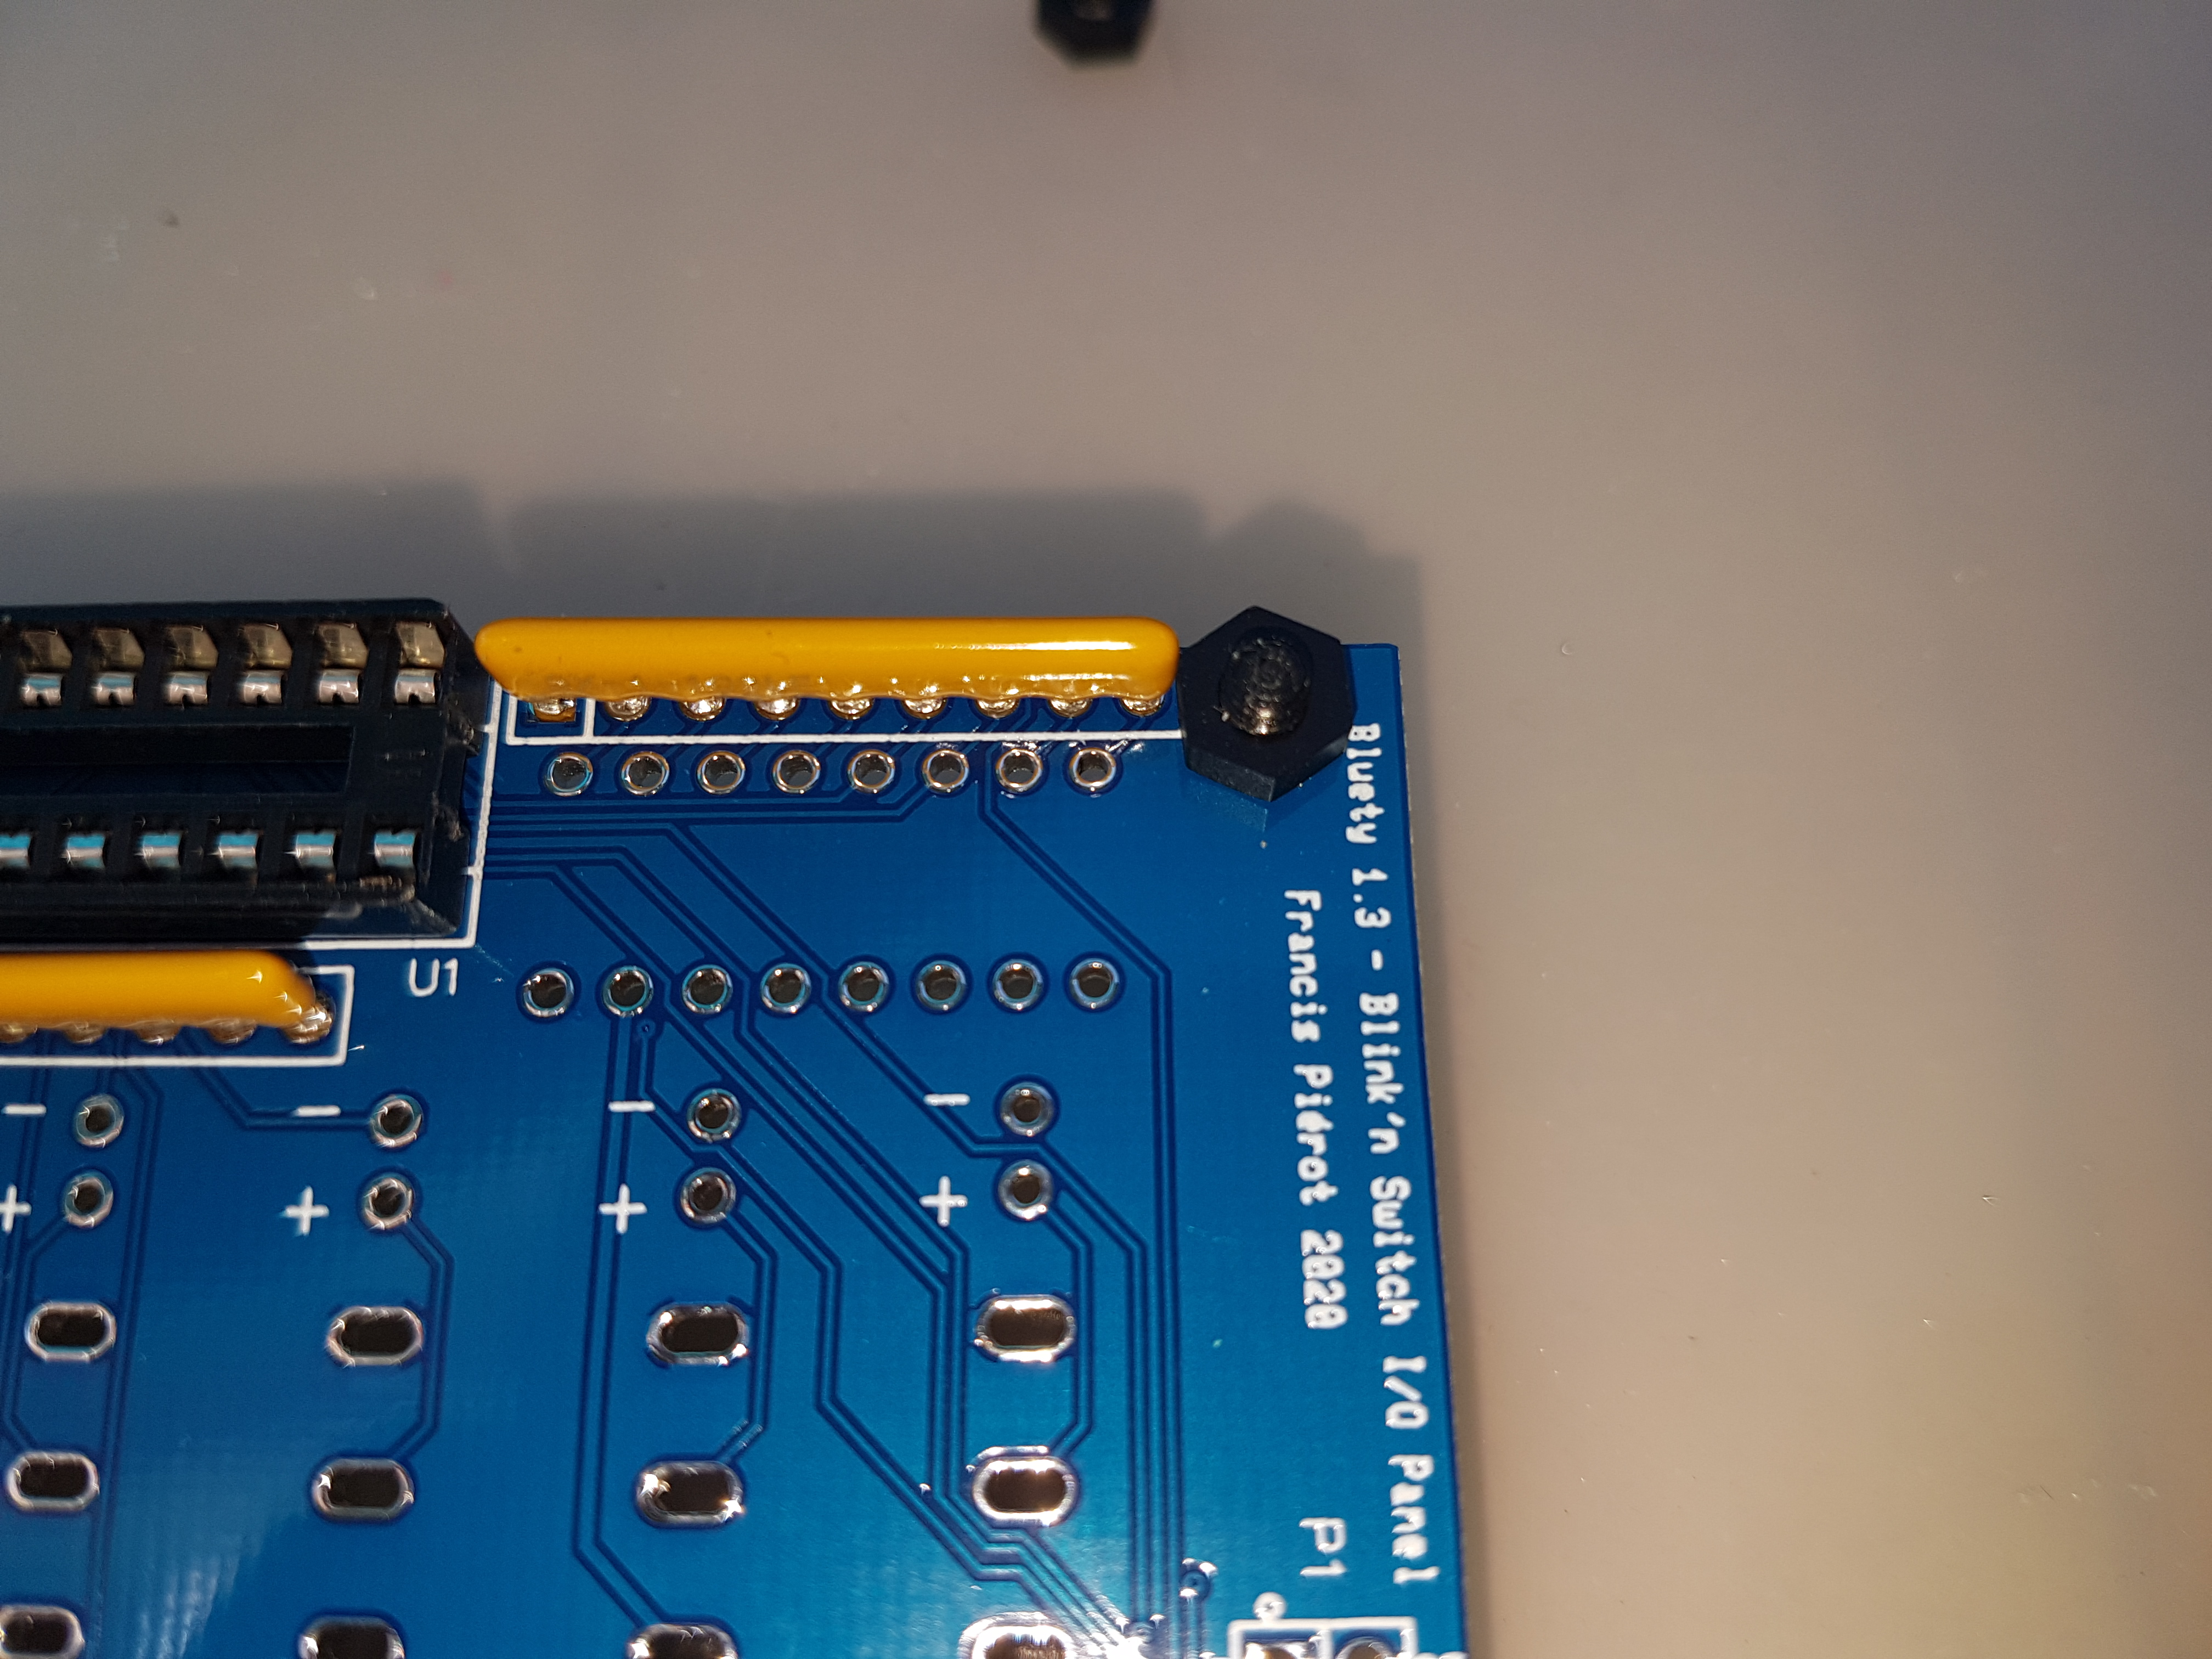 Bluety 1.3 - Blink'n Switch I/O Panel
Francis Piérot 2020
U1
P1
-
-
-
-
+
+
+
+